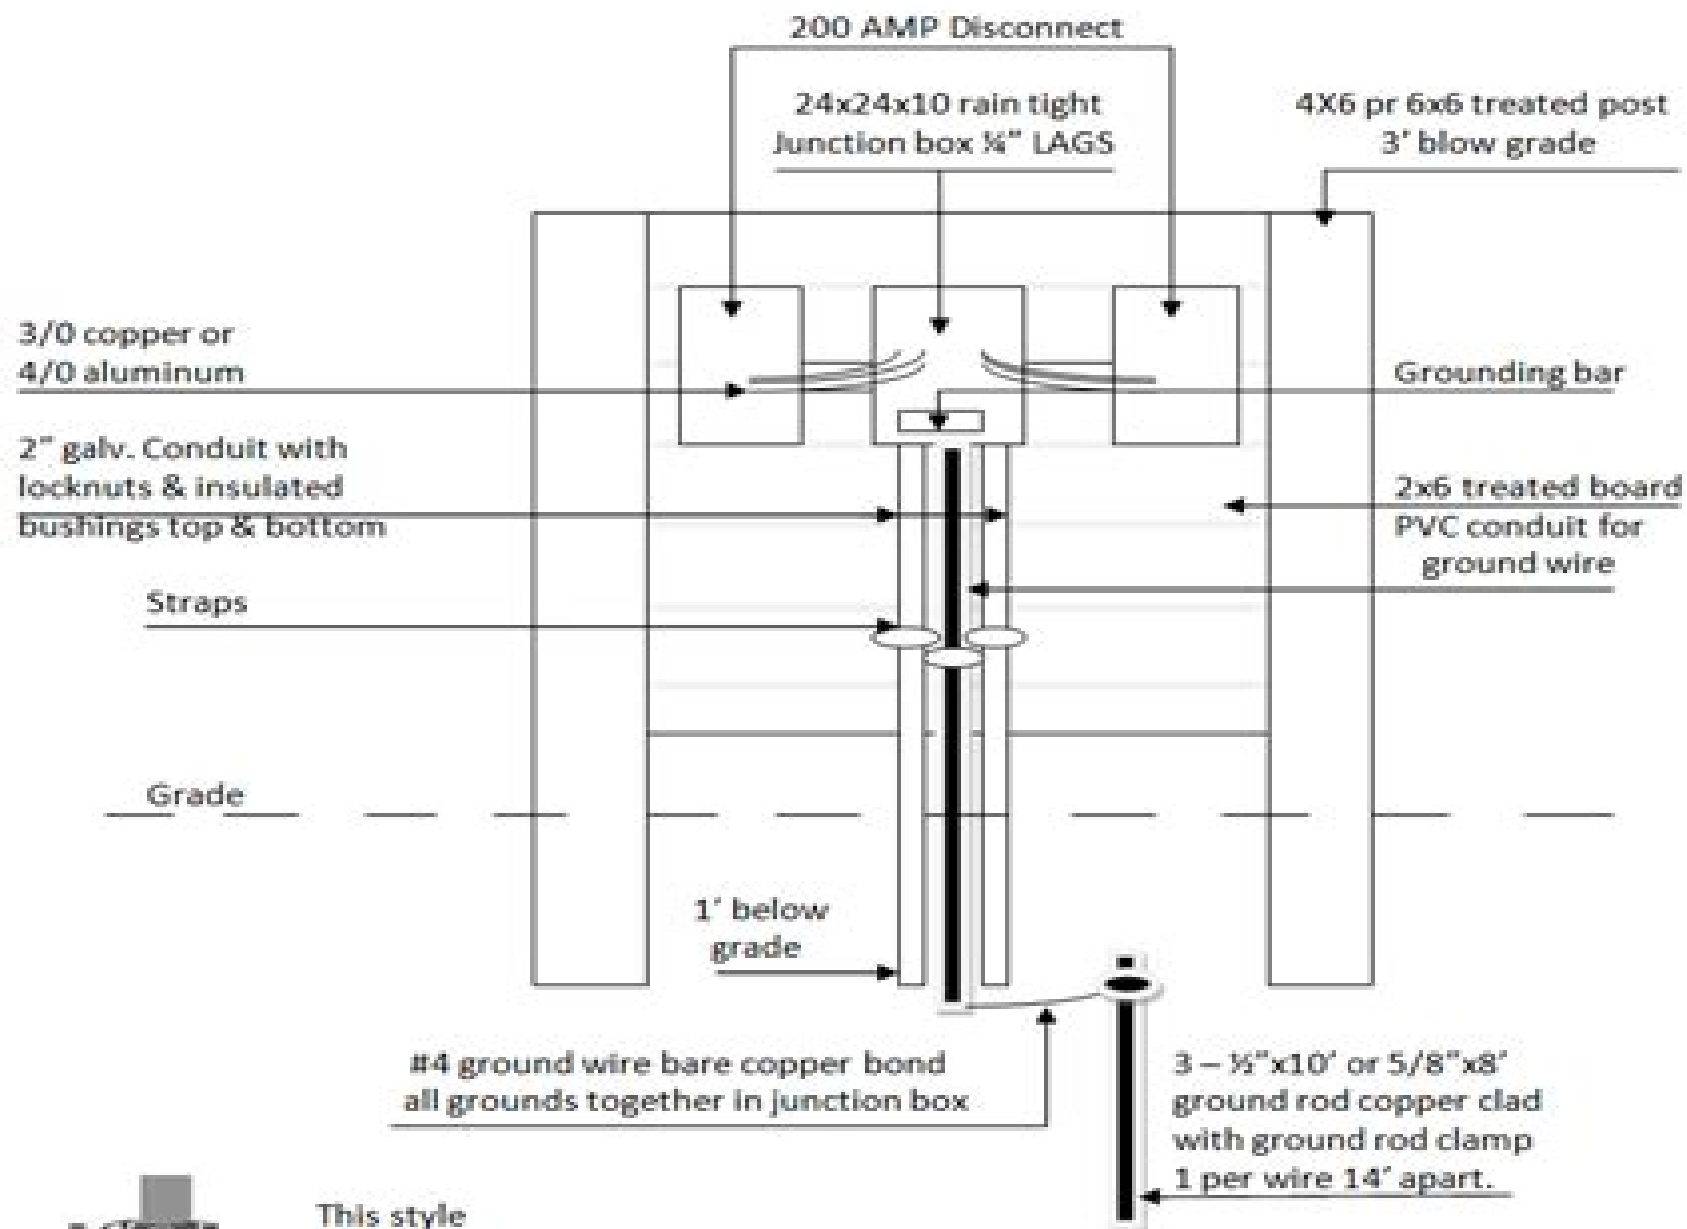 200 AMP Disconnect
24x24x10 rain tight
Junction box ¼" LAGS
4X6 pr 6x6 treated post
3' blow grade
3/0 copper or
4/0 aluminum
Grounding bar
2" galv. Conduit with
locknuts & insulated
bushings top & bottom
2x6 treated board
PVC conduit for
ground wire
Straps
Grade
1' below
grade
#4 ground wire bare copper bond
all grounds together in junction box
3 – ½"x10' or 5/8"x8'
ground rod copper clad
with ground rod clamp
1 per wire 14' apart.
This style